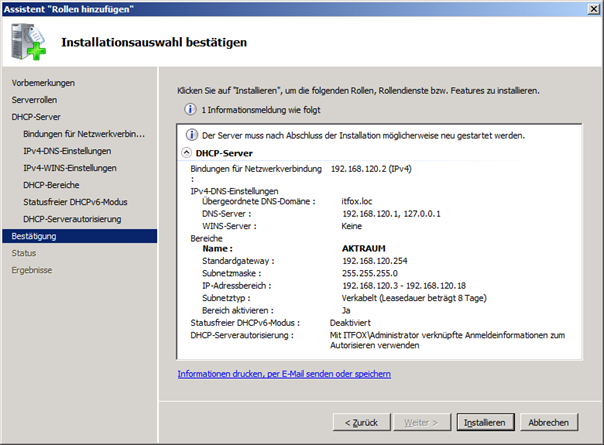 Assistent "Rollen hinzufügen"
Installationsauswahl bestätigen
Vorbemerkungen
Serverrollen
DHCP-Server
Bindungen für Netzwerkverbin...
IPv4-DNS-Einstellungen
IPv4-WINS-Einstellungen
DHCP-Bereiche
Statusfreier DHCPv6-Modus
DHCP-Serverautorisierung
Bestätigung
Status
Ergebnisse
Klicken Sie auf "Installieren", um die folgenden Rollen, Rollendienste bzw. Features zu installieren.
1 Informationsmeldung wie folgt
Der Server muss nach Abschluss der Installation möglicherweise neu gestartet werden.
DHCP-Server
Bindungen für Netzwerkverbindung 192.168.120.2 (IPv4)
:
IPv4-DNS-Einstellungen
Übergeordnete DNS-Domäne : itfox.loc
DNS-Server : 192.168.120.1, 127.0.0.1
WINS-Server : Keine
Bereiche
Name : AKTRAUM
Standardgateway : 192.168.120.254
Subnetzmaske : 255.255.255.0
IP-Adressbereich : 192.168.120.3 - 192.168.120.18
Subnetztyp : Verkabelt (Leasedauer beträgt 8 Tage)
Bereich aktivieren : Ja
Statusfreier DHCPv6-Modus : Deaktiviert
DHCP-Serverautorisierung : Mit ITFOX\Administrator verknüpfte Anmeldeinformationen zum
Autorisieren verwenden
Informationen drucken, per E-Mail senden oder speichern
< Zurück Weiter > Installieren Abbrechen